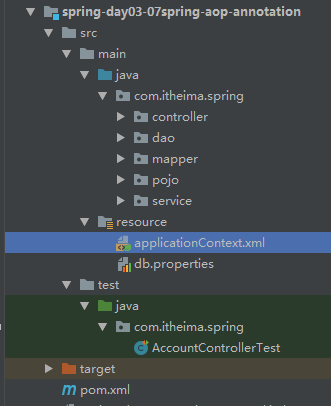 spring-day03-07spring-aop-annotation
src
main
java
com.itheima.spring
controller
dao
mapper
pojo
service
resource
applicationContext.xml
db.properties
test
java
com.itheima.spring
AccountControllerTest
target
pom.xml